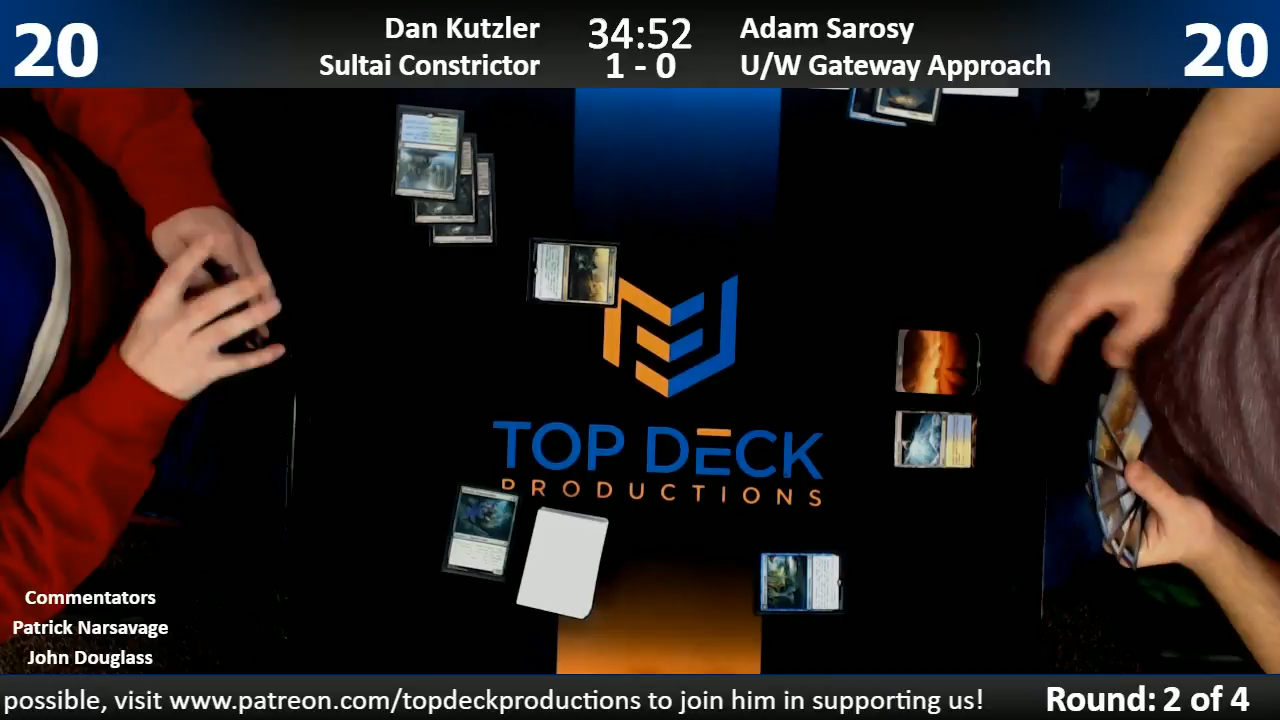 20
Dan Kutzler
Sultai Constrictor
34:52
1 - 0
Adam Sarosy
U/W Gateway Approach
20
TOP DECK
PRODUCTIONS
Commentators
Patrick Narsavage
John Douglass
possible, visit www.patreon.com/topdeckproductions to join him in supporting us!
Round: 2 of 4